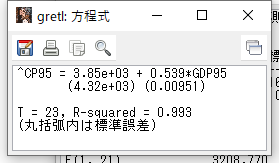 gretl: 方程式
^CP95 = 3.85e+03 + 0.539*GDP95
(4.32e+03) (0.00951)
T = 23, R-squared = 0.993
(丸括弧内は標準誤差)
F(1, 21) 3208.770